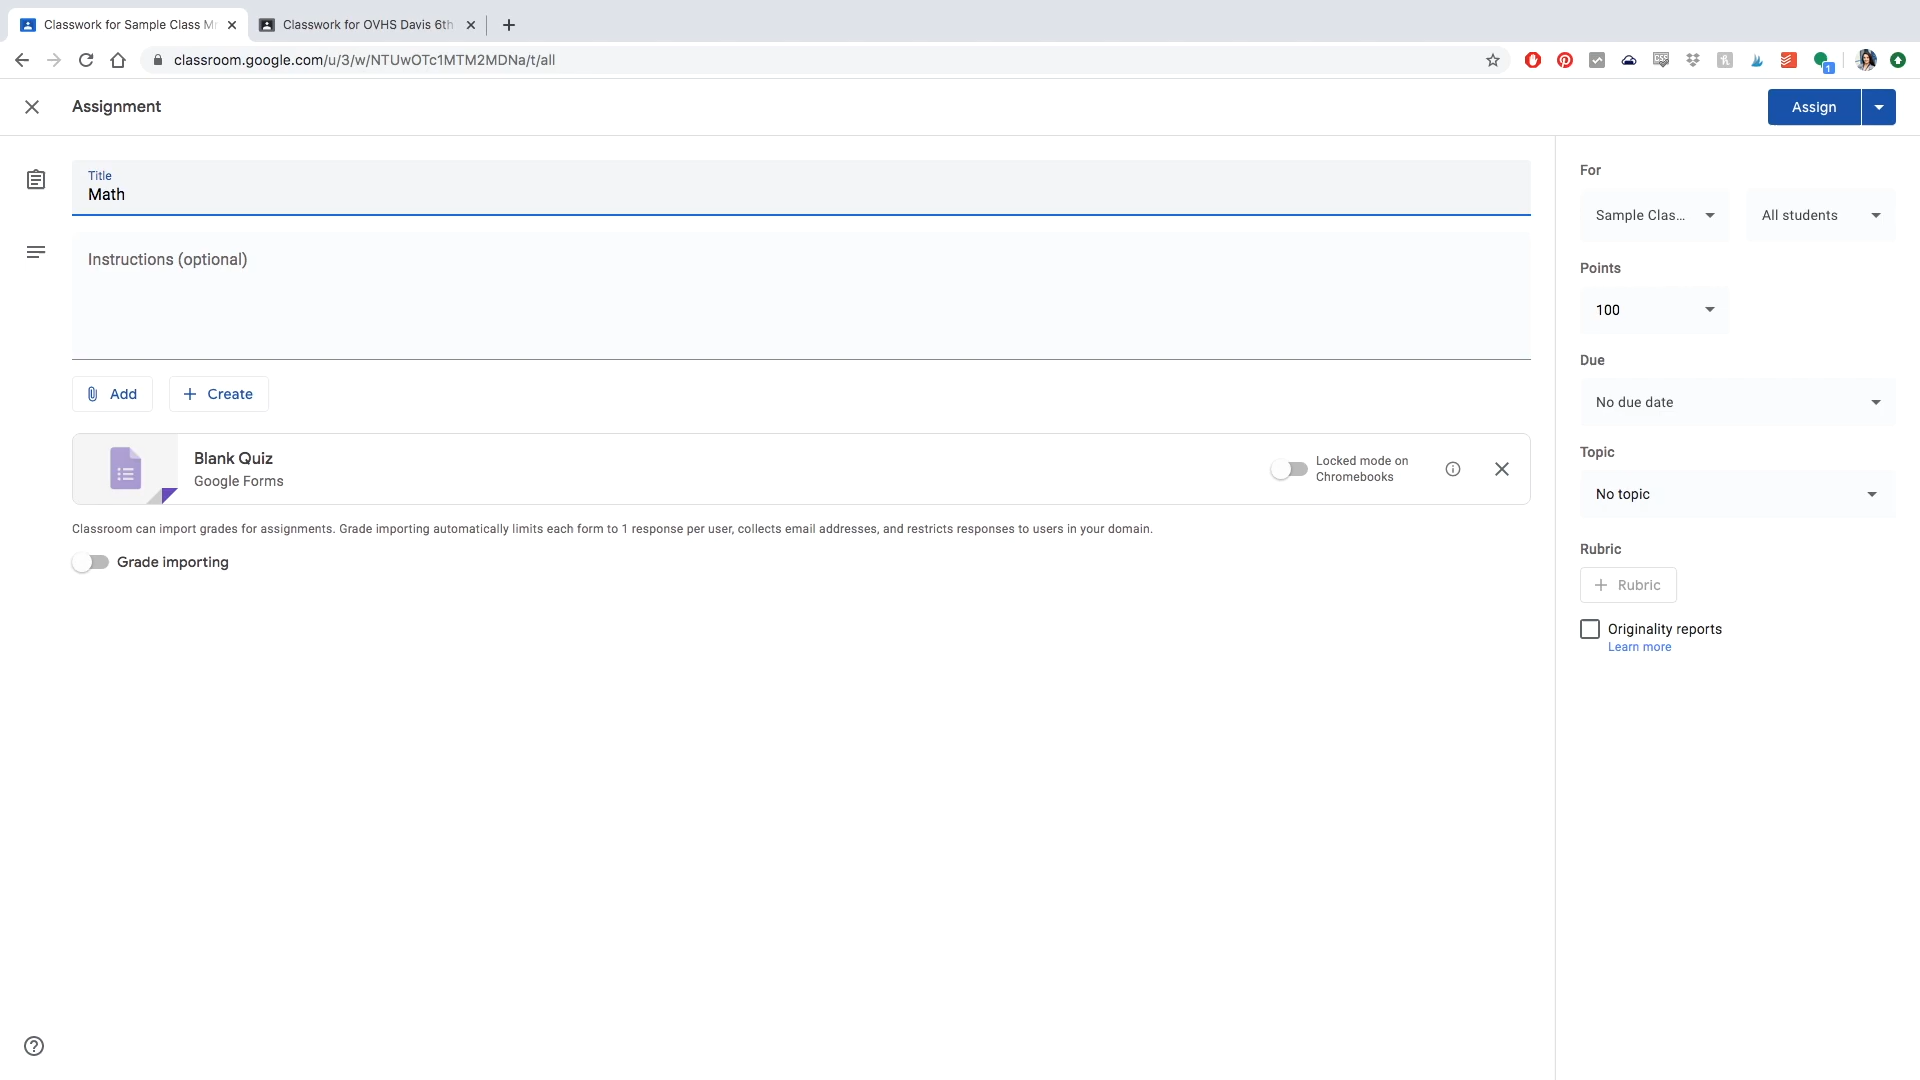 Classwork for Sample Class Mr
Classwork for OVHS Davis 6th
classroom.google.com/u/3/w/NTUwOTc1MTM2MDNa/t/all
CSS
1
Assignment
Assign
Title
Math
Instructions (optional)
Add
Create
Blank Quiz
Google Forms
Locked mode on
Chromebooks
Classroom can import grades for assignments. Grade importing automatically limits each form to 1 response per user, collects email addresses, and restricts responses to users in your domain.
Grade importing
For
Sample Clas...
All students
Points
100
Due
No due date
Topic
No topic
Rubric
Rubric
Originality reports
Learn more